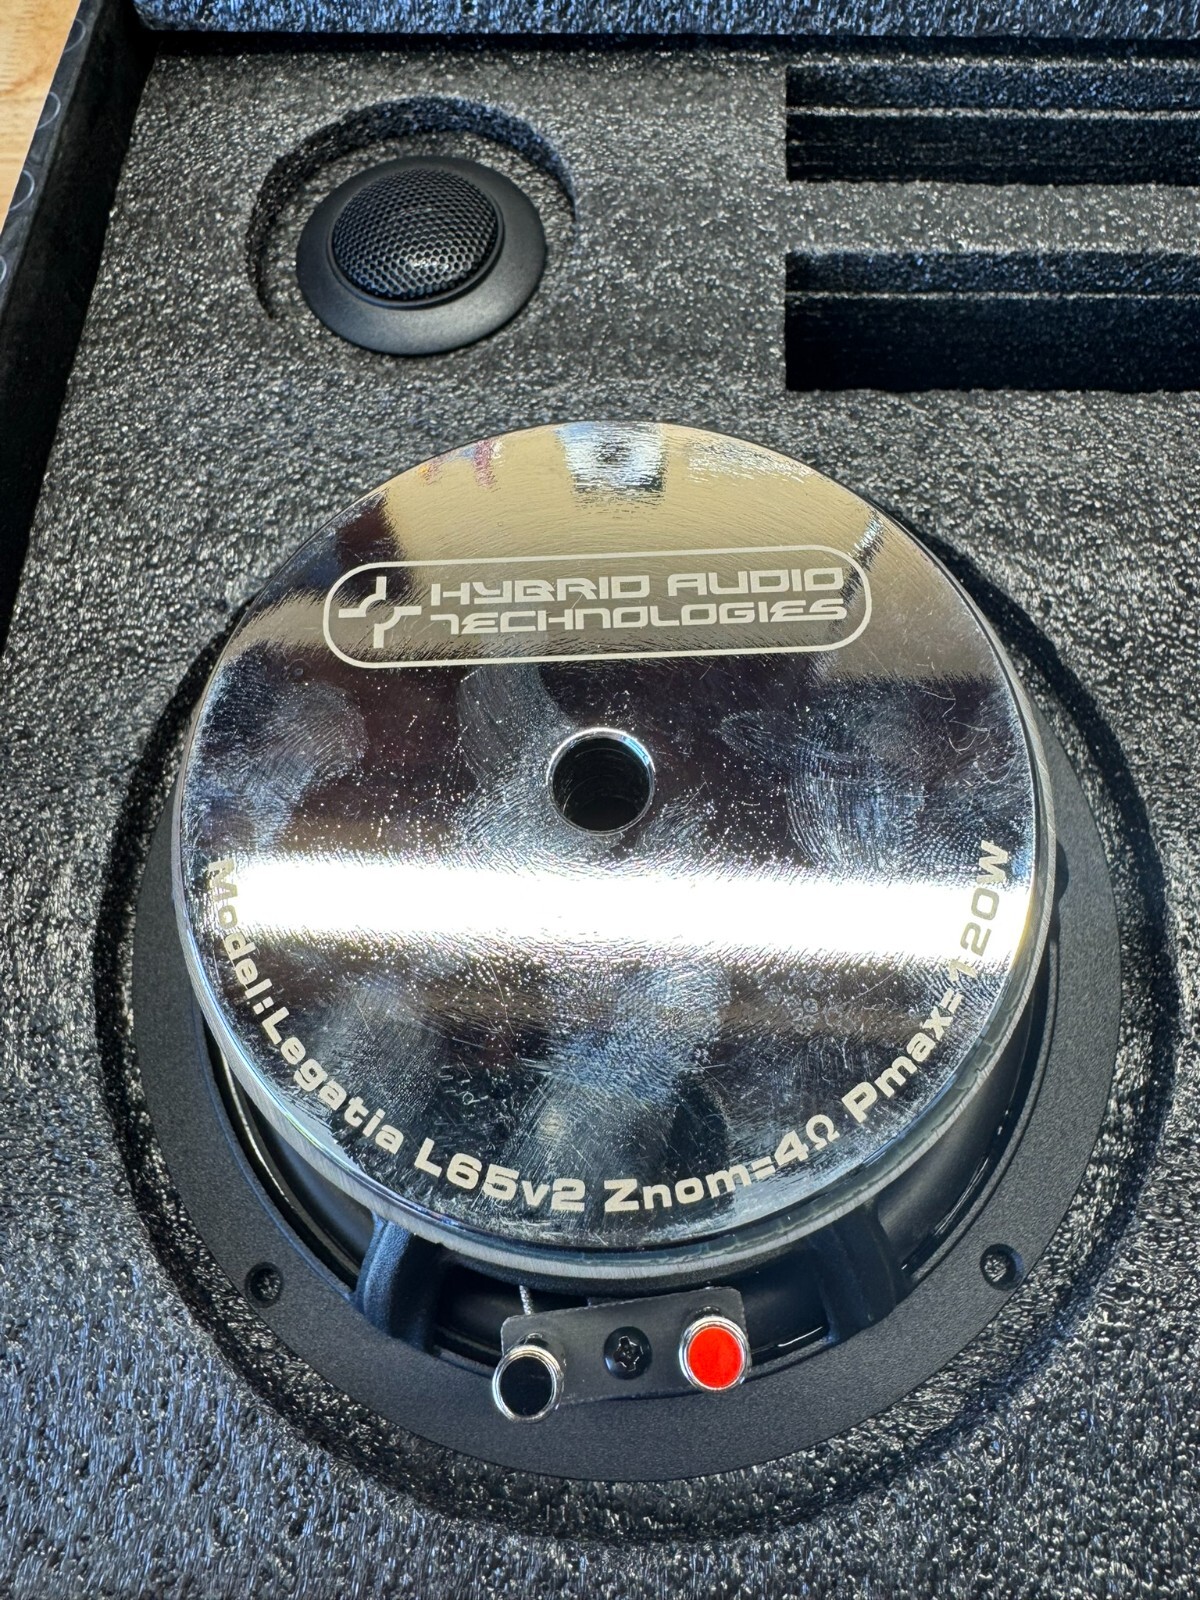 HYBRID AUDIO
TECHNOLOGIES
Model:Legatia L65v2 Znom=4Ω Pmax=120W